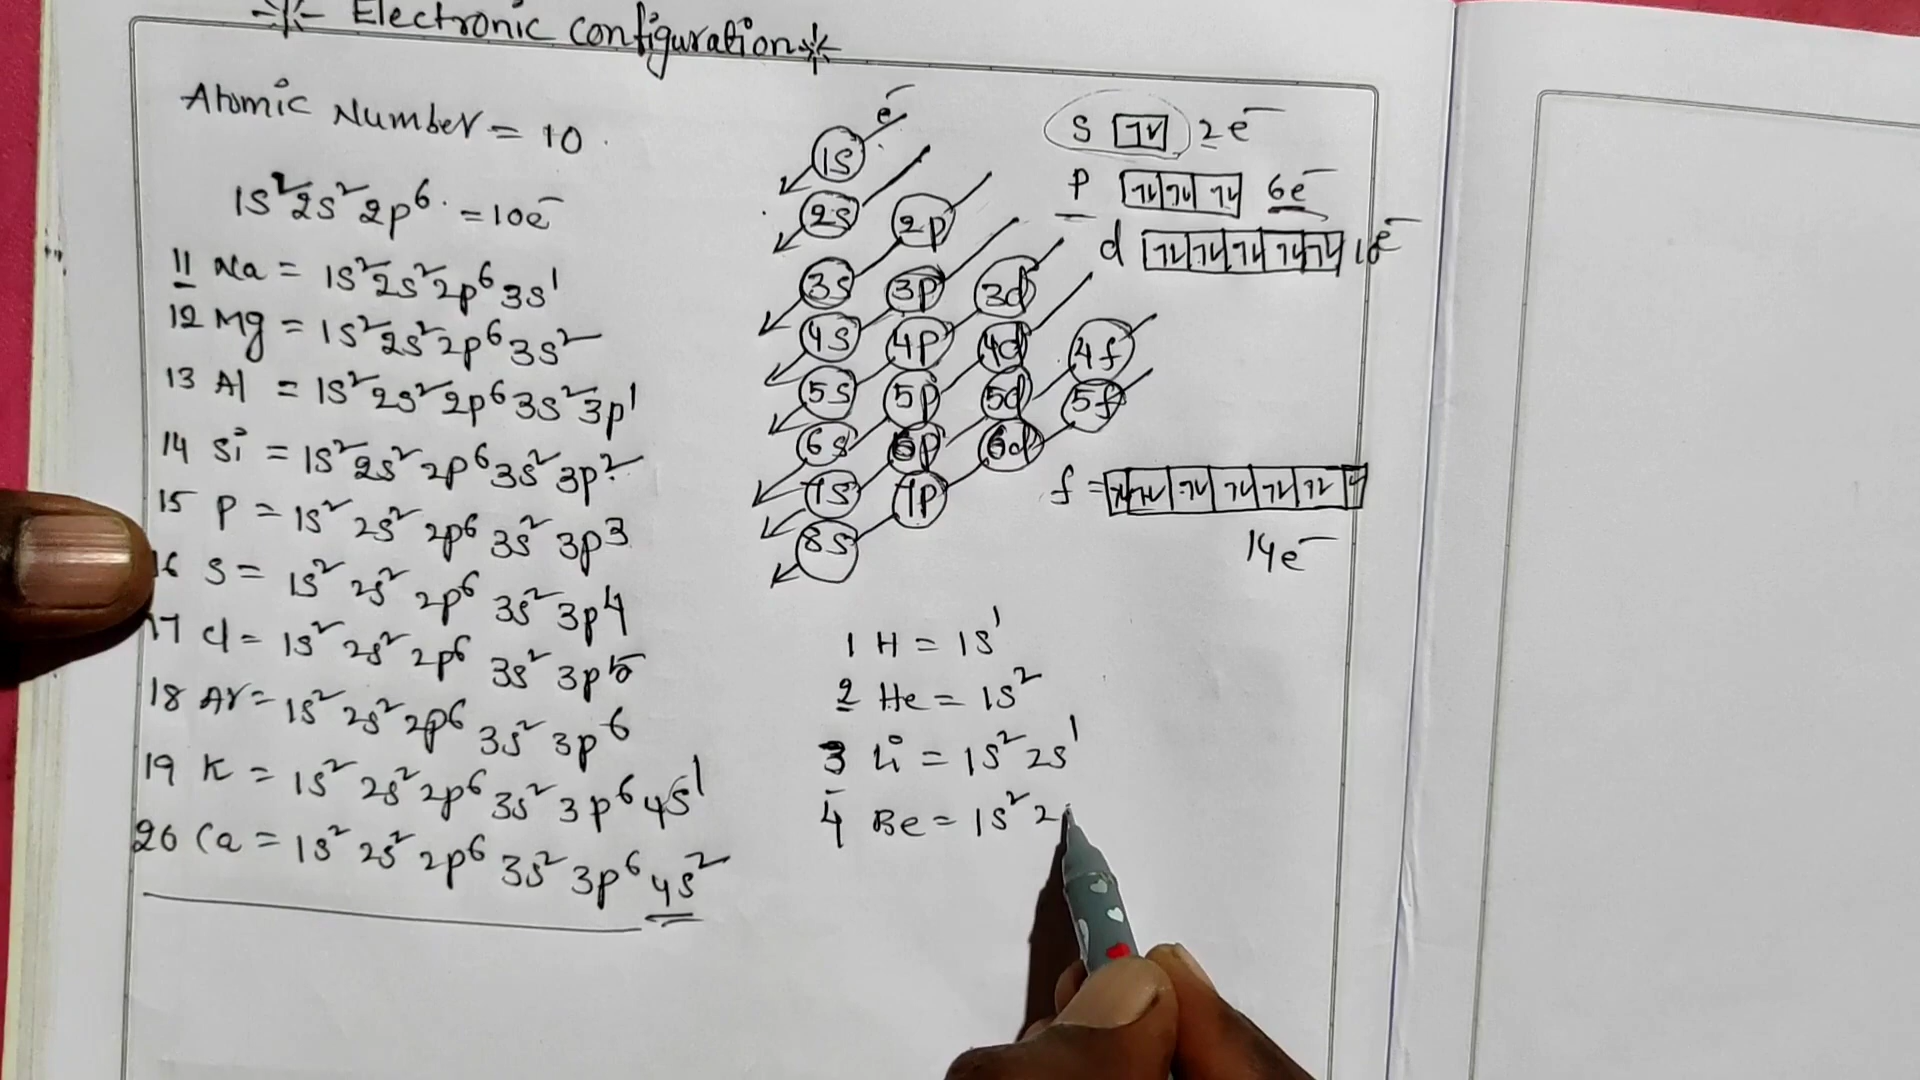 Electronic configuration
Atomic Number = 10
1s² 2s² 2p⁶ = 10e⁻
11 Na = 1s² 2s² 2p⁶ 3s¹
12 Mg = 1s² 2s² 2p⁶ 3s²
13 Al = 1s² 2s² 2p⁶ 3s² 3p¹
14 Si = 1s² 2s² 2p⁶ 3s² 3p²
15 P = 1s² 2s² 2p⁶ 3s² 3p³
16 S = 1s² 2s² 2p⁶ 3s² 3p⁴
17 Cl = 1s² 2s² 2p⁶ 3s² 3p⁵
18 Ar = 1s² 2s² 2p⁶ 3s² 3p⁶
19 K = 1s² 2s² 2p⁶ 3s² 3p⁶ 4s¹
20 Ca = 1s² 2s² 2p⁶ 3s² 3p⁶ 4s²
e⁻
1s
2s 2p
3s 3p 3d
4s 4p 4d 4f
5s 5p 5d 5f
6s 6p 6d
7s 7p
8s
S 2e⁻
P 6e⁻
d 10e⁻
f =
14e⁻
1 H = 1s¹
2 He = 1s²
3 Li = 1s² 2s¹
4 Be = 1s² 2